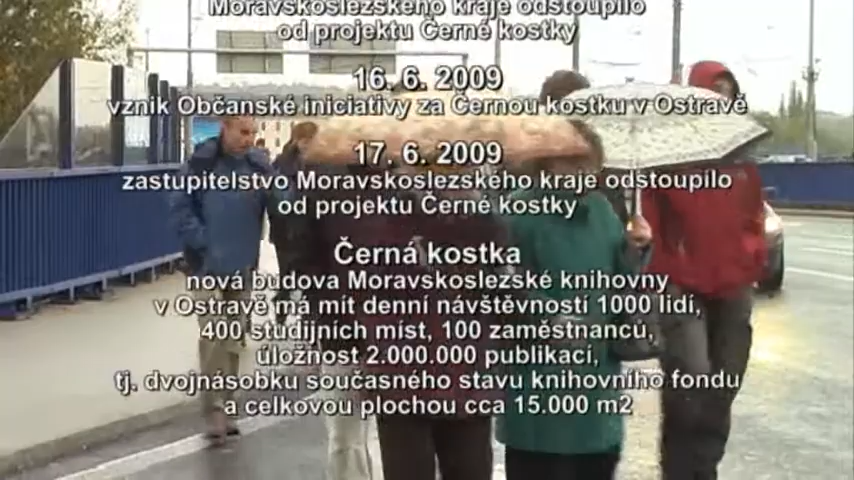 Moravskoslezského kraje odstoupilo
od projektu Černé kostky
16. 6. 2009
vznik Občanské iniciativy za Černou kostku v Ostravě
17. 6. 2009
zastupitelstvo Moravskoslezského kraje odstoupilo
od projektu Černé kostky
Černá kostka
nová budova Moravskoslezské knihovny
v Ostravě má mít denní návštěvností 1000 lidí,
400 studijních míst, 100 zaměstnanců,
úložnost 2.000.000 publikací,
tj. dvojnásobku současného stavu knihovního fondu
a celkovou plochou cca 15.000 m2